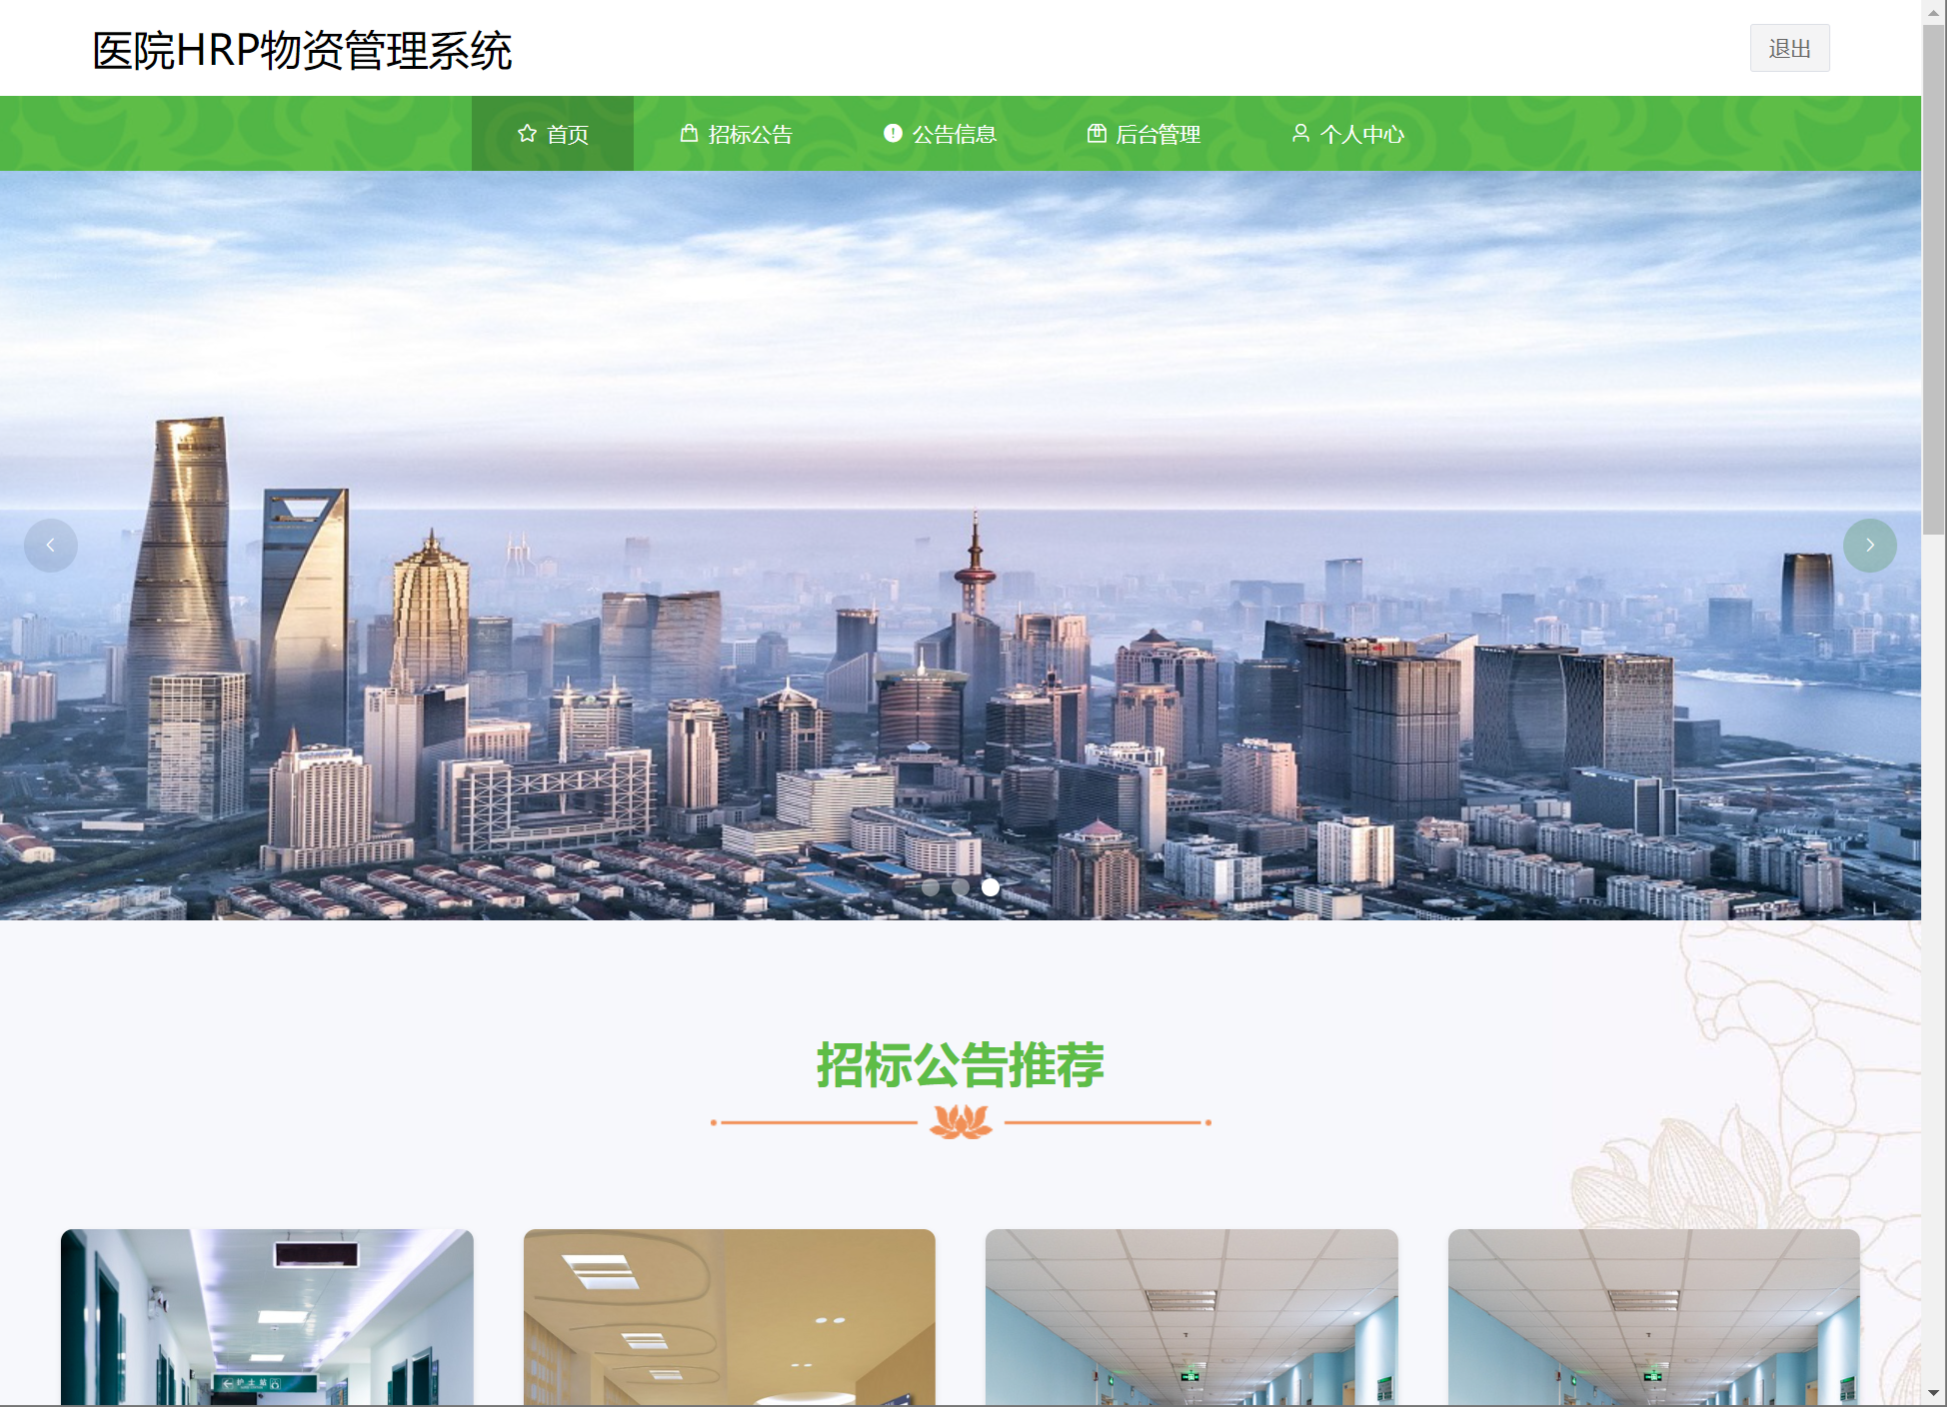 医院HRP物资管理系统
退出
首页
招标公告
公告信息
后台管理
个人中心
招标公告推荐
护士站